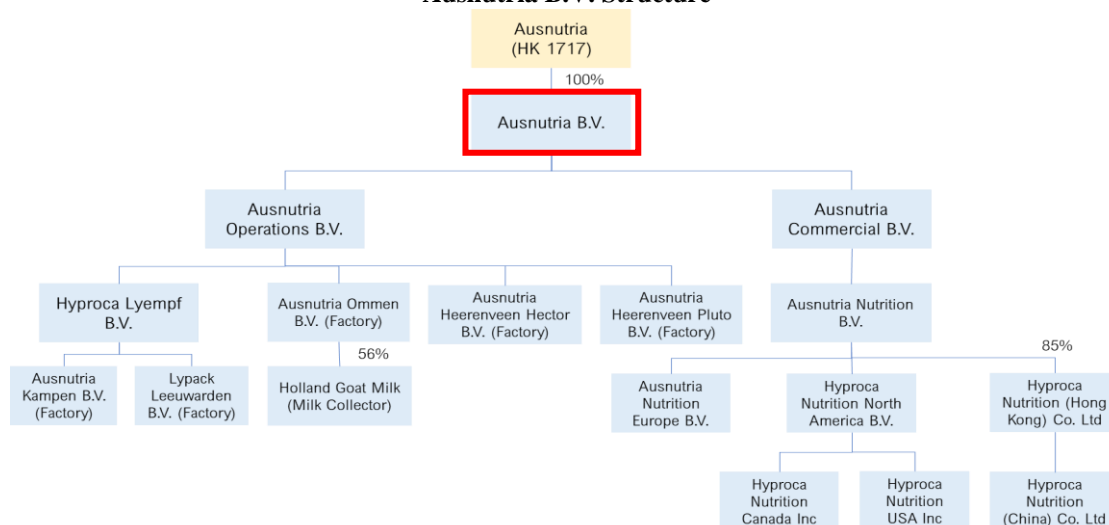 Ausnutria B.V. Structure
Ausnutria
(HK 1717)
100%
Ausnutria B.V.
Ausnutria
Operations B.V.
Ausnutria
Commercial B.V.
Hyproca Lyempf
B.V.
Ausnutria Ommen
B.V. (Factory)
Ausnutria
Heerenveen Hector
B.V. (Factory)
Ausnutria
Heerenveen Pluto
B.V. (Factory)
Ausnutria Nutrition
B.V.
56%
85%
Ausnutria
Kampen B.V.
(Factory)
Lypack
Leeuwarden
B.V. (Factory)
Holland Goat Milk
(Milk Collector)
Ausnutria
Nutrition
Europe B.V.
Hyproca
Nutrition North
America B.V.
Hyproca
Nutrition (Hong
Kong) Co. Ltd
Hyproca
Nutrition
Canada Inc
Hyproca
Nutrition
USA Inc
Hyproca
Nutrition
(China) Co. Ltd